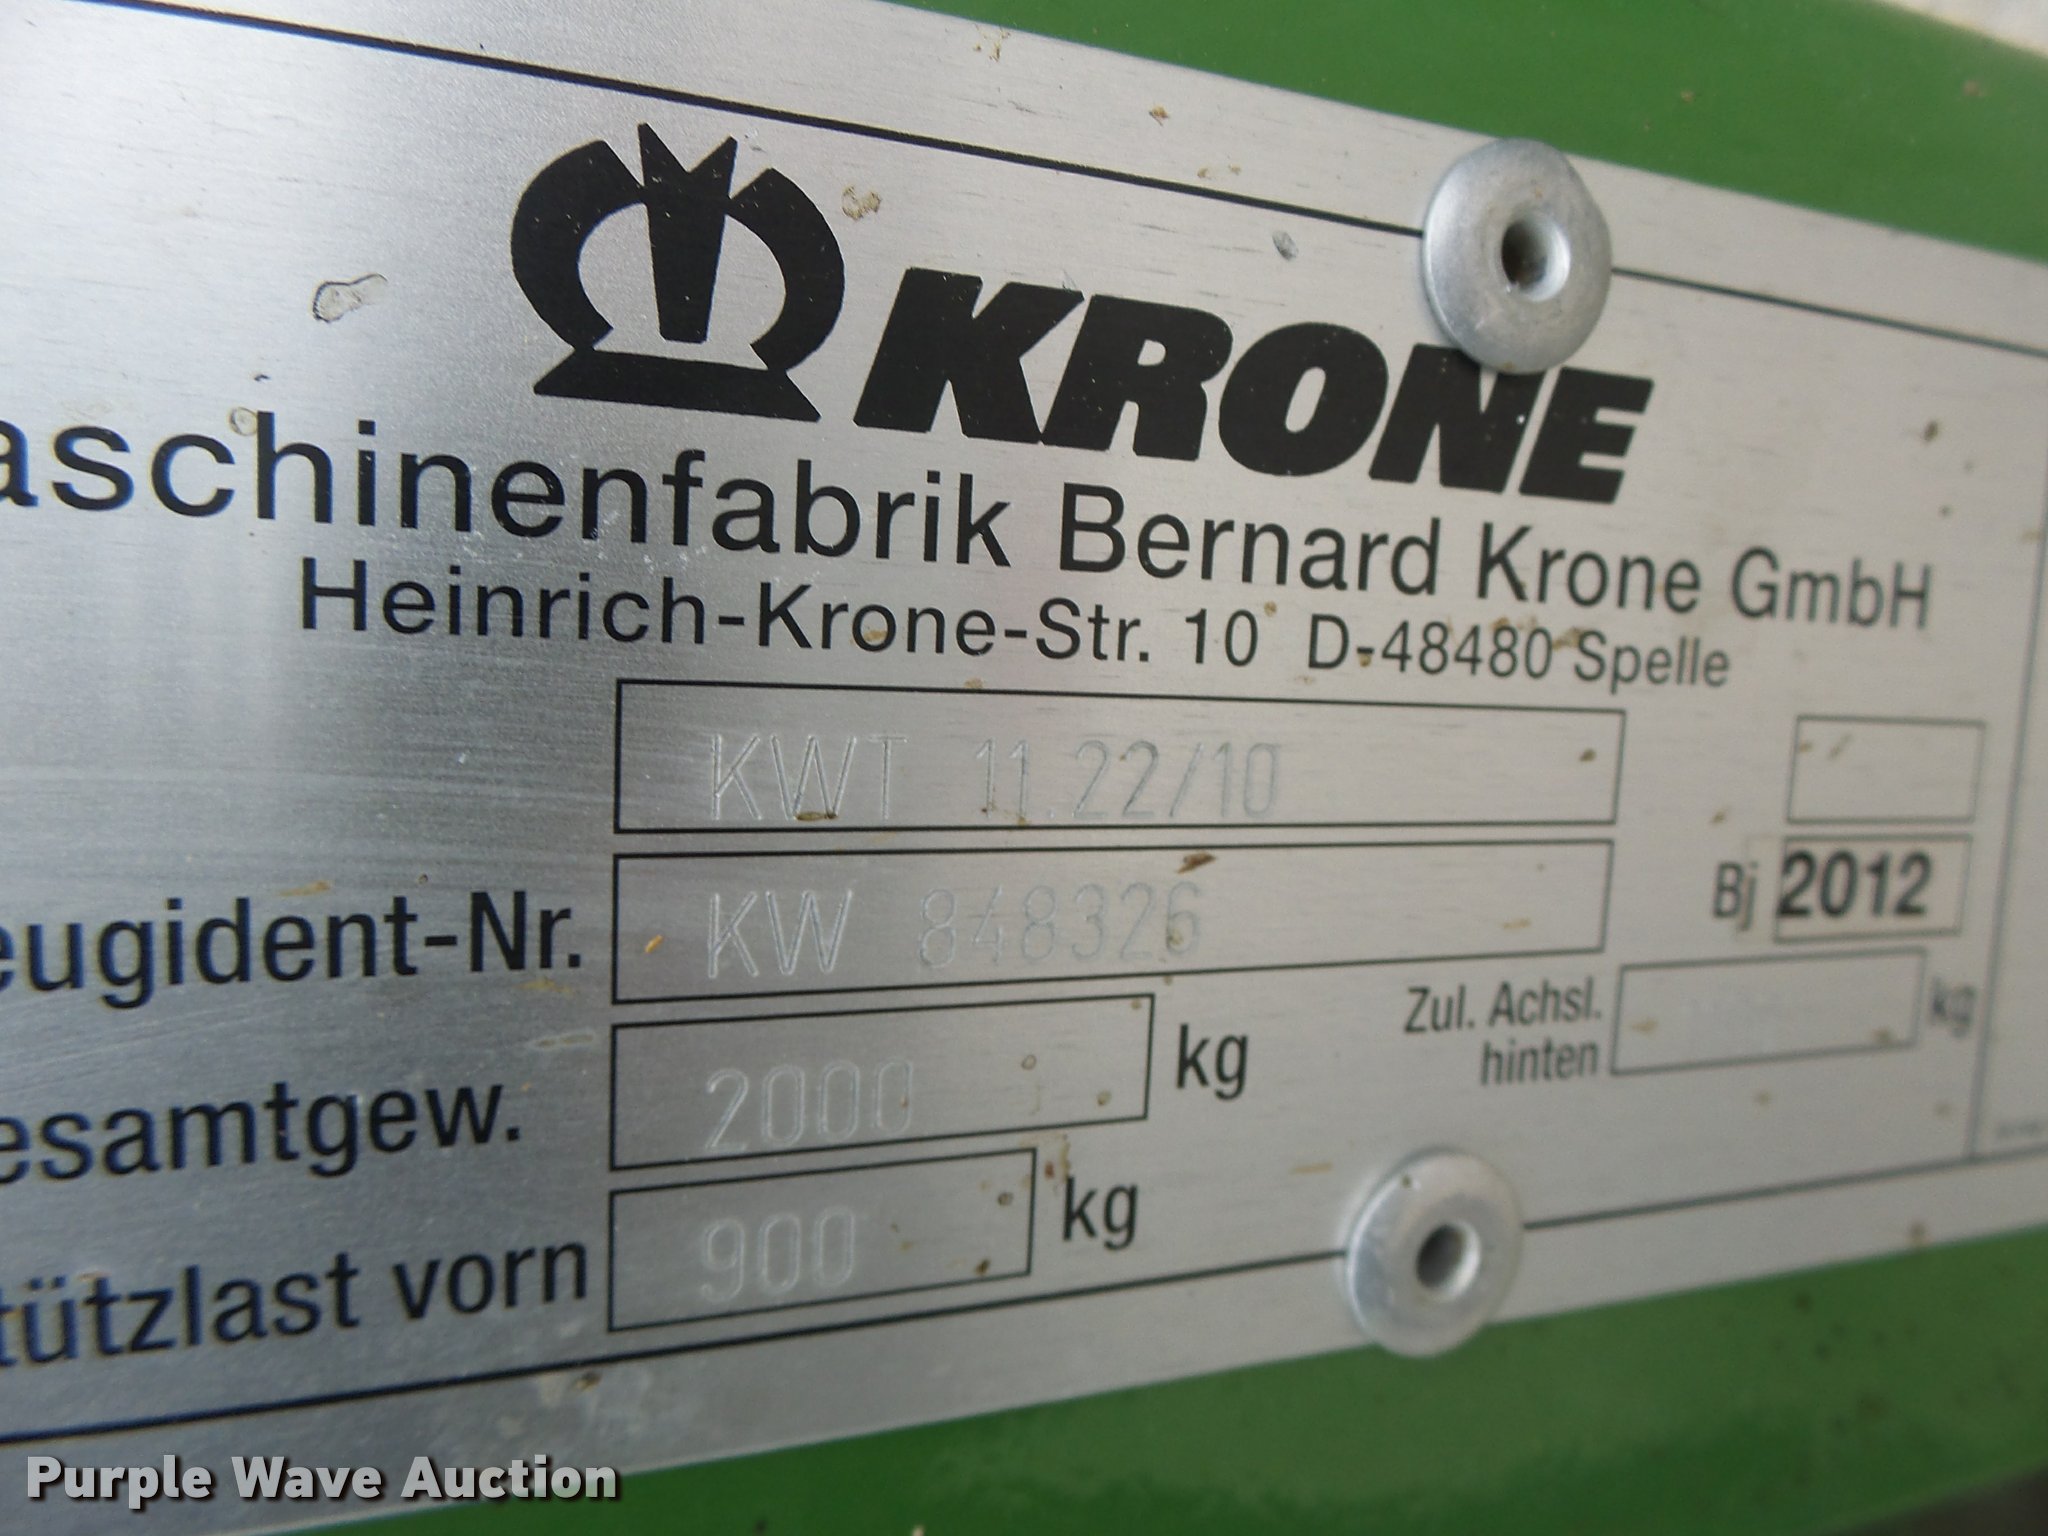 KRONE
aschinenfabrik Bernard Krone GmbH
Heinrich-Krone-Str. 10 D-48480 Spelle
KWT 11.22/10
eugident-Nr. KW 848326
Bj 2012
esamtgew. 2000 kg
Zul. Achsl. hinten kg
tützlast vorn 900 kg
Purple Wave Auction